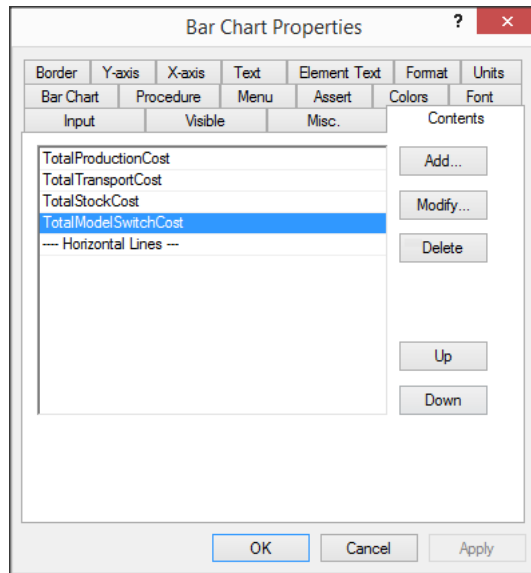 Bar Chart Properties ? ×
Border Y-axis X-axis Text Element Text Format Units
Bar Chart Procedure Menu Assert Colors Font
Input Visible Misc. Contents
TotalProductionCost
TotalTransportCost
TotalStockCost
TotalModelSwitchCost
---- Horizontal Lines ---
Add...
Modify...
Delete
Up
Down
OK Cancel Apply